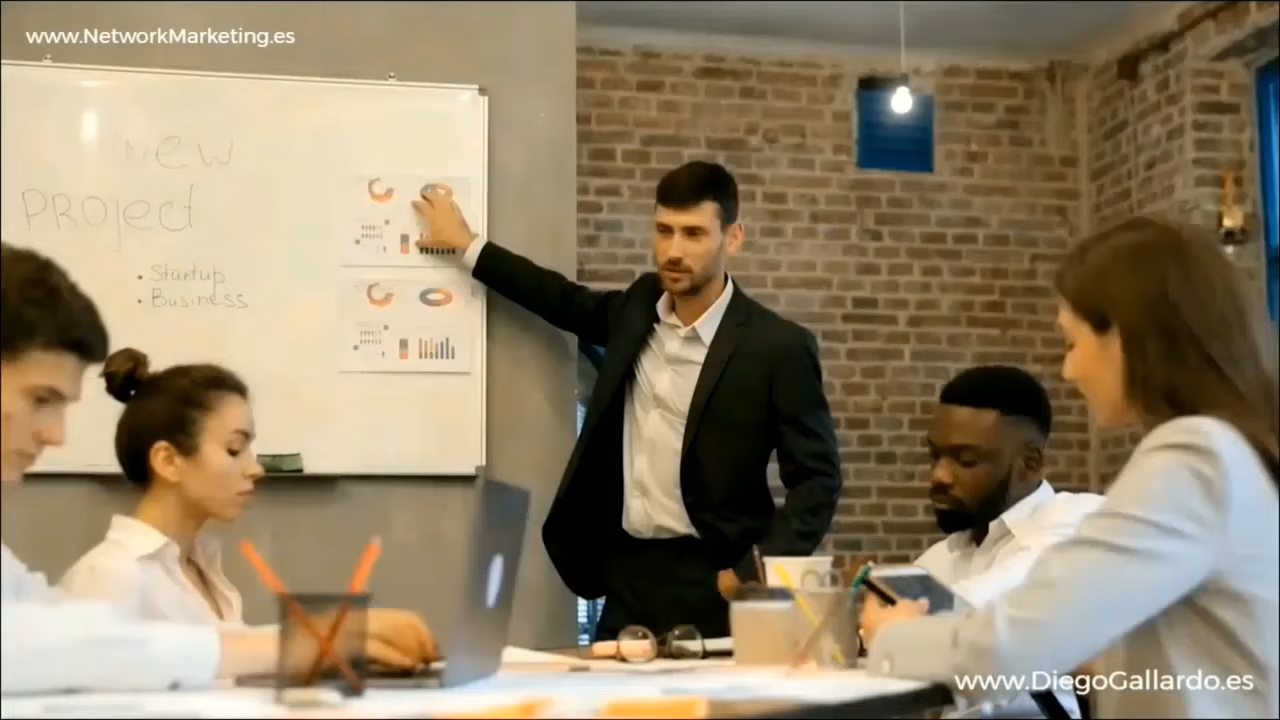 www.NetworkMarketing.es
New
PROject
• Startup
• Business
www.DiegoGallardo.es